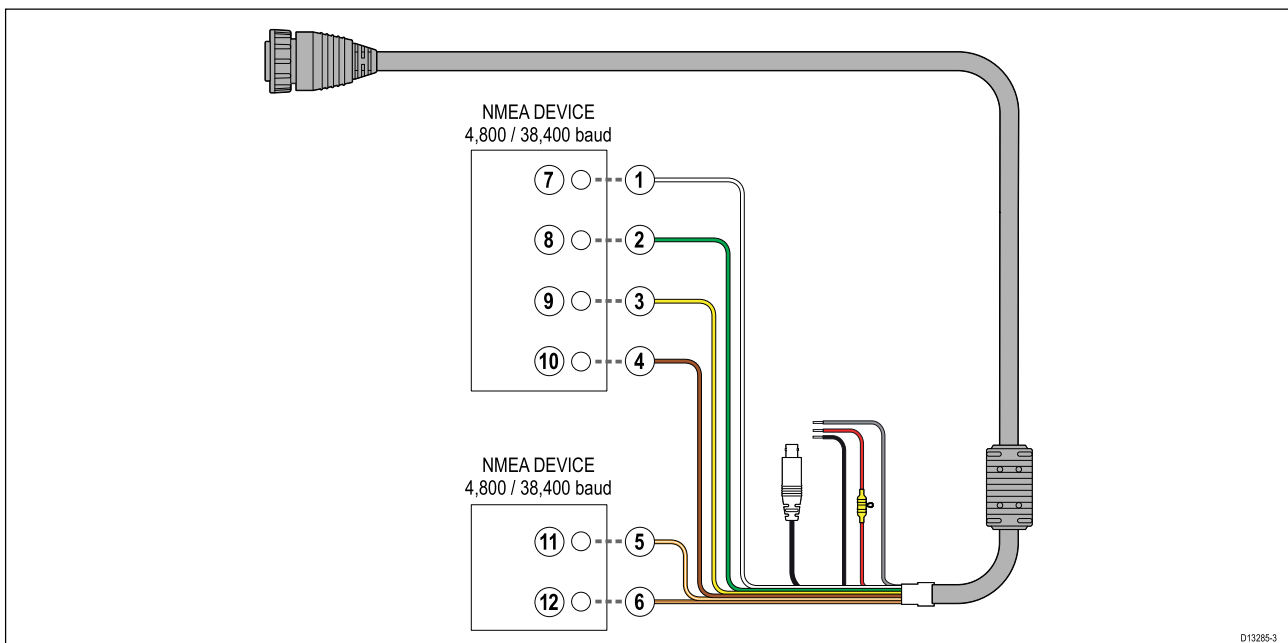 NMEA DEVICE
4,800 / 38,400 baud
7 1
8 2
9 3
10 4
NMEA DEVICE
4,800 / 38,400 baud
11 5
12 6
D13285-3